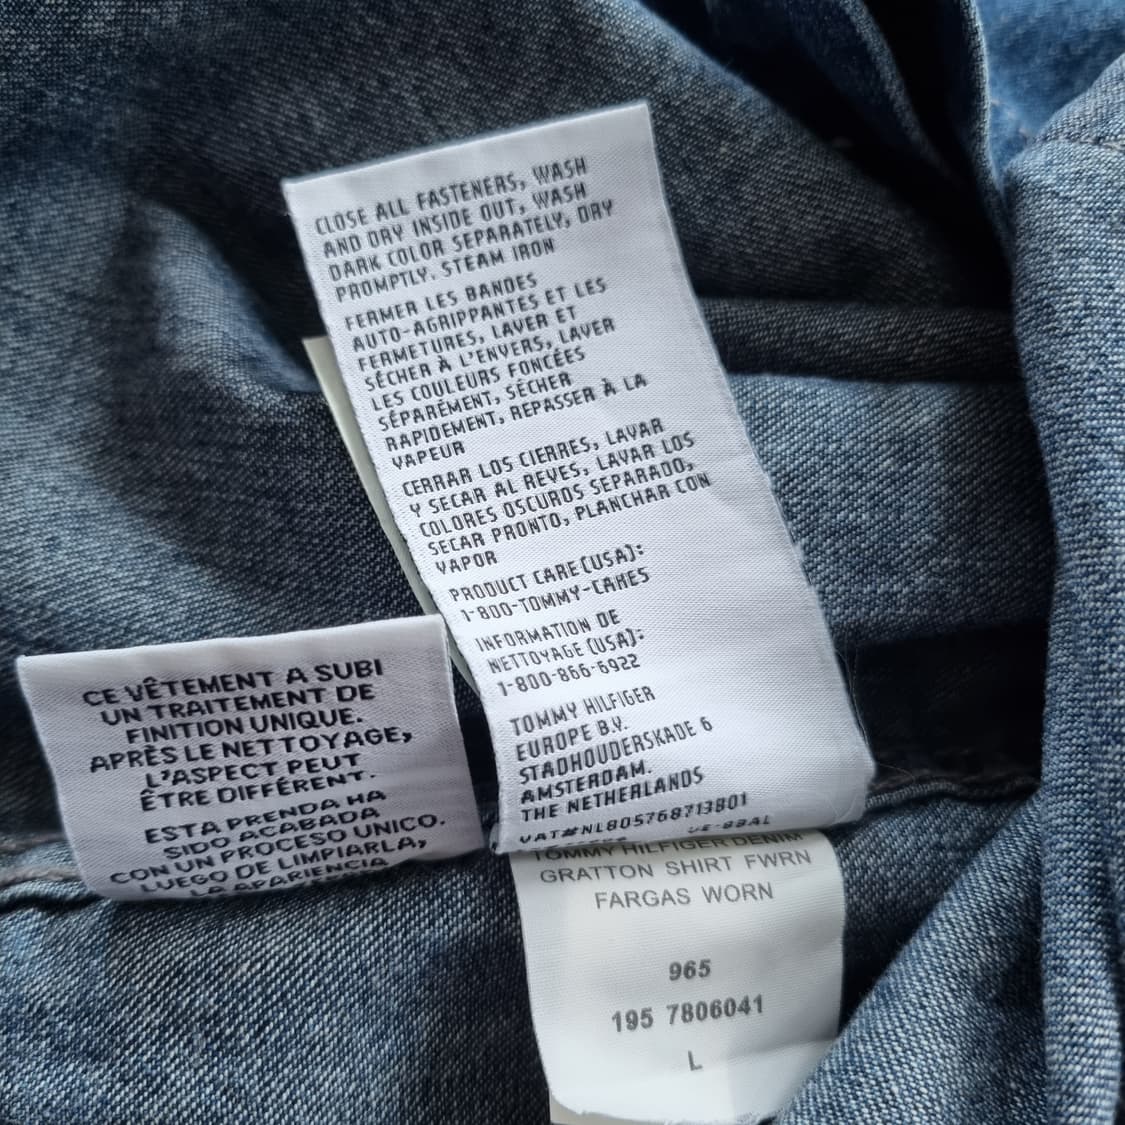 CLOSE ALL FASTENERS, WASH
AND DRY INSIDE OUT, WASH
DARK COLOR SEPARATELY, DRY
PROMPTLY. STEAM IRON
FERMER LES BANDES
AUTO-AGRIPPANTES ET LES
FERMETURES, LAVER ET
SÉCHER À L'ENVERS, LAVER
LES COULEURS FONCÉES
SÉPARÉMENT, SÉCHER
RAPIDEMENT, REPASSER À LA
VAPEUR
CERRAR LOS CIERRES, LAVAR
Y SECAR AL REVES, LAVAR LOS
COLORES OSCUROS SEPARADO,
SECAR PRONTO, PLANCHAR CON
VAPOR
PRODUCT CARE(USA):
1-800-TOMMY-CARES
INFORMATION DE
NETTOYAGE (USA):
1-800-866-6922
TOMMY HILFIGER
EUROPE B.V.
STADHOUDERSKADE 6
AMSTERDAM.
THE NETHERLANDS
VAT#NL805768713B01
CE VÊTEMENT A SUBI
UN TRAITEMENT DE
FINITION UNIQUE.
APRÈS LE NETTOYAGE,
L'ASPECT PEUT
ÊTRE DIFFÉRENT.
ESTA PRENDA HA
SIDO ACABADA
CON UN PROCESO UNICO.
LUEGO DE LIMPIARLA,
LA APARIENCIA
TOMMY HILFIGER DENIM
GRATTON SHIRT FWRN
FARGAS WORN
965
195 7806041
L